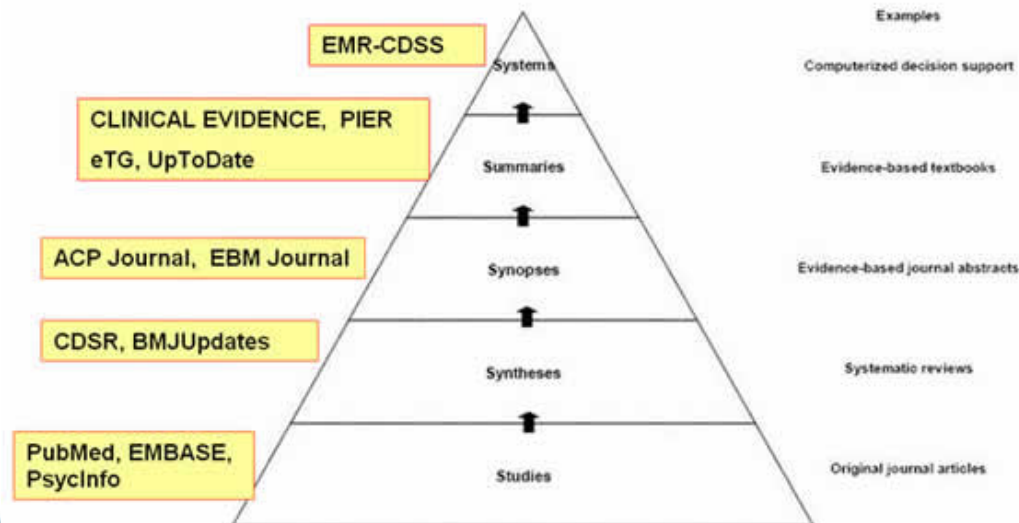 Examples
EMR-CDSS
Systems
Computerized decision support
CLINICAL EVIDENCE, PIER
eTG, UpToDate
Summaries
Evidence-based textbooks
ACP Journal, EBM Journal
Synopses
Evidence-based journal abstracts
CDSR, BMJUpdates
Syntheses
Systematic reviews
PubMed, EMBASE,
PsycInfo
Studies
Original journal articles